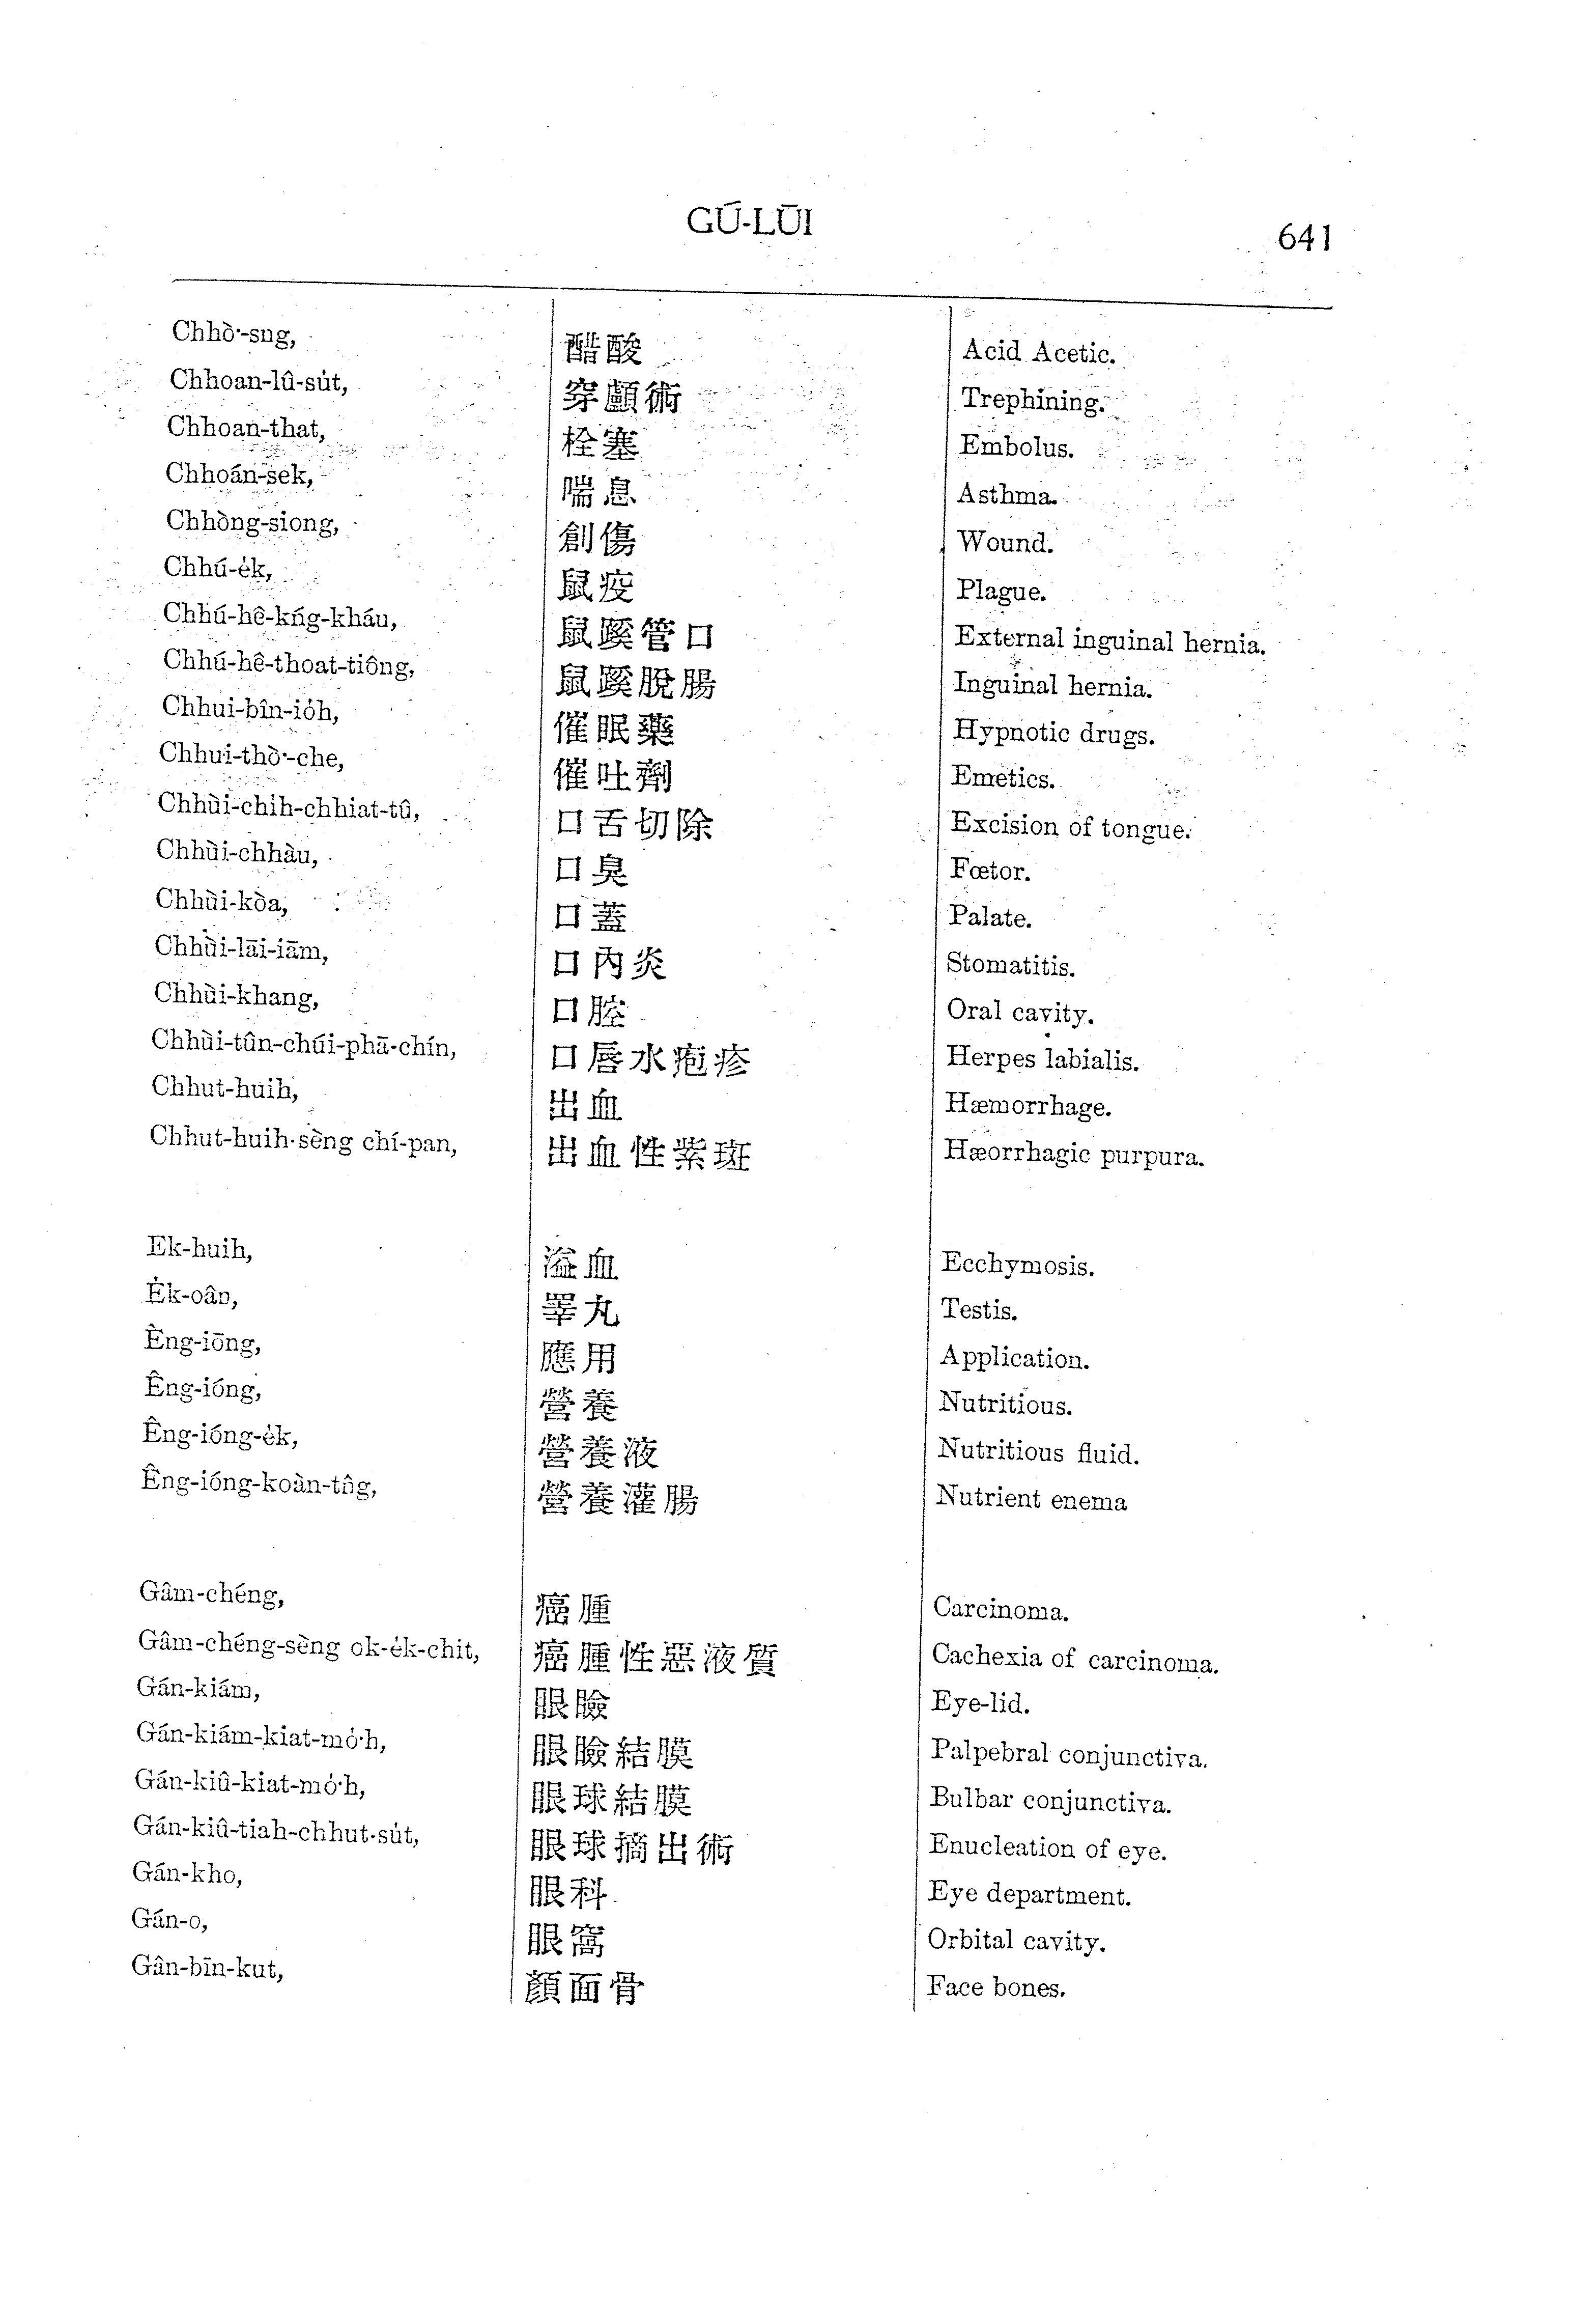 GÚ-LŪI
641
Chhò·-sng, 醋酸 Acid Acetic.
Chhoan-lû-su̍t, 穿顱術 Trephining.
Chhoan-that, 栓塞 Embolus.
Chhoán-sek, 喘息 Asthma.
Chhòng-siong, 創傷 Wound.
Chhú-e̍k, 鼠疫 Plague.
Chhú-hê-kńg-kháu, 鼠蹊管口 External inguinal hernia.
Chhú-hê-thoat-tiông, 鼠蹊脫腸 Inguinal hernia.
Chhui-bîn-io̍h, 催眠藥 Hypnotic drugs.
Chhui-thò·-che, 催吐劑 Emetics.
Chhùi-chi̍h-chhiat-tû, 口舌切除 Excision of tongue.
Chhùi-chhàu, 口臭 Fœtor.
Chhùi-kòa, 口蓋 Palate.
Chhùi-lāi-iām, 口內炎 Stomatitis.
Chhùi-khang, 口腔 Oral cavity.
Chhùi-tûn-chúi-phā-chín, 口唇水疱疹 Herpes labialis.
Chhut-huih, 出血 Hæmorrhage.
Chhut-huih-sèng chí-pan, 出血性紫斑 Hæorrhagic purpura.
Ek-huih, 溢血 Ecchymosis.
E̍k-oân, 睪丸 Testis.
Èng-iōng, 應用 Application.
Êng-ióng, 營養 Nutritious.
Êng-ióng-e̍k, 營養液 Nutritious fluid.
Êng-ióng-koàn-tn̂g, 營養灌腸 Nutrient enema
Gâm-chéng, 癌腫 Carcinoma.
Gâm-chéng-sèng ok-e̍k-chit, 癌腫性惡液質 Cachexia of carcinoma.
Gán-kiám, 眼瞼 Eye-lid.
Gán-kiám-kiat-mo̍·h, 眼瞼結膜 Palpebral conjunctiva.
Gán-kiû-kiat-mo̍·h, 眼球結膜 Bulbar conjunctiva.
Gán-kiû-tiah-chhut-su̍t, 眼球摘出術 Enucleation of eye.
Gán-kho, 眼科 Eye department.
Gán-o, 眼窩 Orbital cavity.
Gân-bīn-kut, 顏面骨 Face bones.